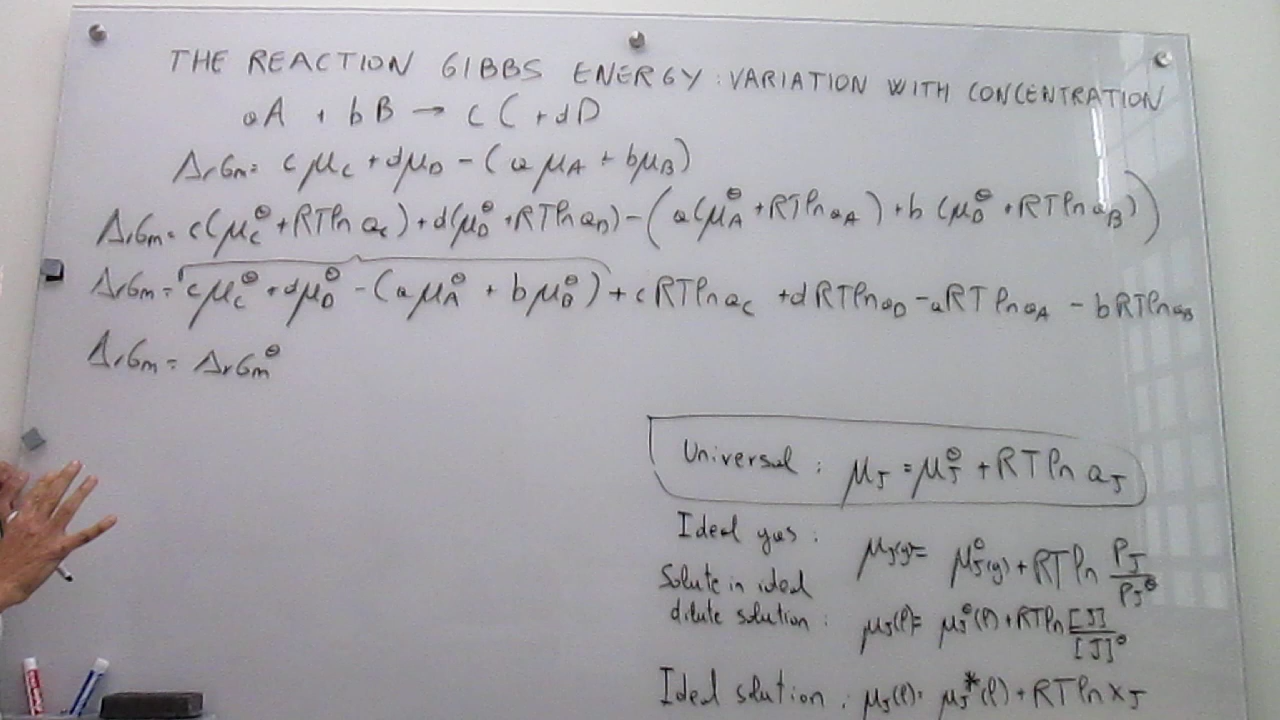 THE REACTION GIBBS ENERGY: VARIATION WITH CONCENTRATION
aA + bB → cC + dD
ΔrGm = cμC + dμD - (aμA + bμB)
ΔrGm = c(μC⊖ + RTln aC) + d(μD⊖ + RTln aD) - (a(μA⊖ + RTln aA) + b(μB⊖ + RTln aB))
ΔrGm = cμC⊖ + dμD⊖ - (aμA⊖ + bμB⊖) + cRTln aC + dRTln aD - aRTln aA - bRTln aB
ΔrGm = ΔrGm⊖
Universal : μJ = μJ⊖ + RTln aJ
Ideal gas : μJ(g) = μJ⊖(g) + RTln PJ/PJ⊖
Solute in ideal
dilute solution : μJ(l) = μJ⊖(l) + RTln [J]/[J]⊖
Ideal solution : μJ(l) = μJ*(l) + RTln xJ